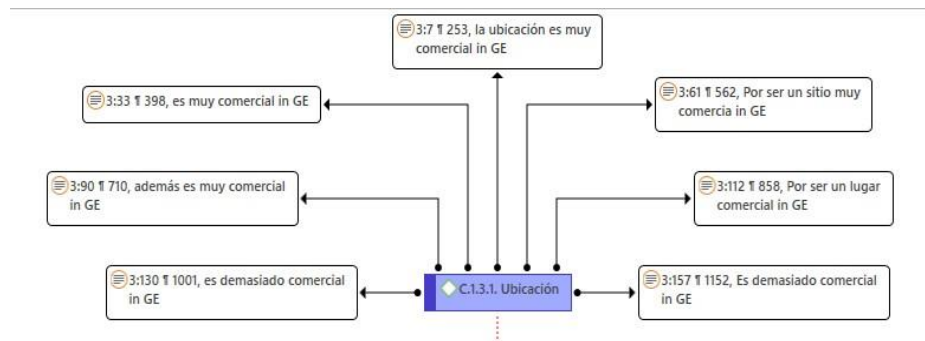 3:7 ¶ 253, la ubicación es muy
comercial in GE
3:33 ¶ 398, es muy comercial in GE
3:61 ¶ 562, Por ser un sitio muy
comercia in GE
3:90 ¶ 710, además es muy comercial
in GE
3:112 ¶ 858, Por ser un lugar
comercial in GE
3:130 ¶ 1001, es demasiado comercial
in GE
C.1.3.1. Ubicación
3:157 ¶ 1152, Es demasiado comercial
in GE